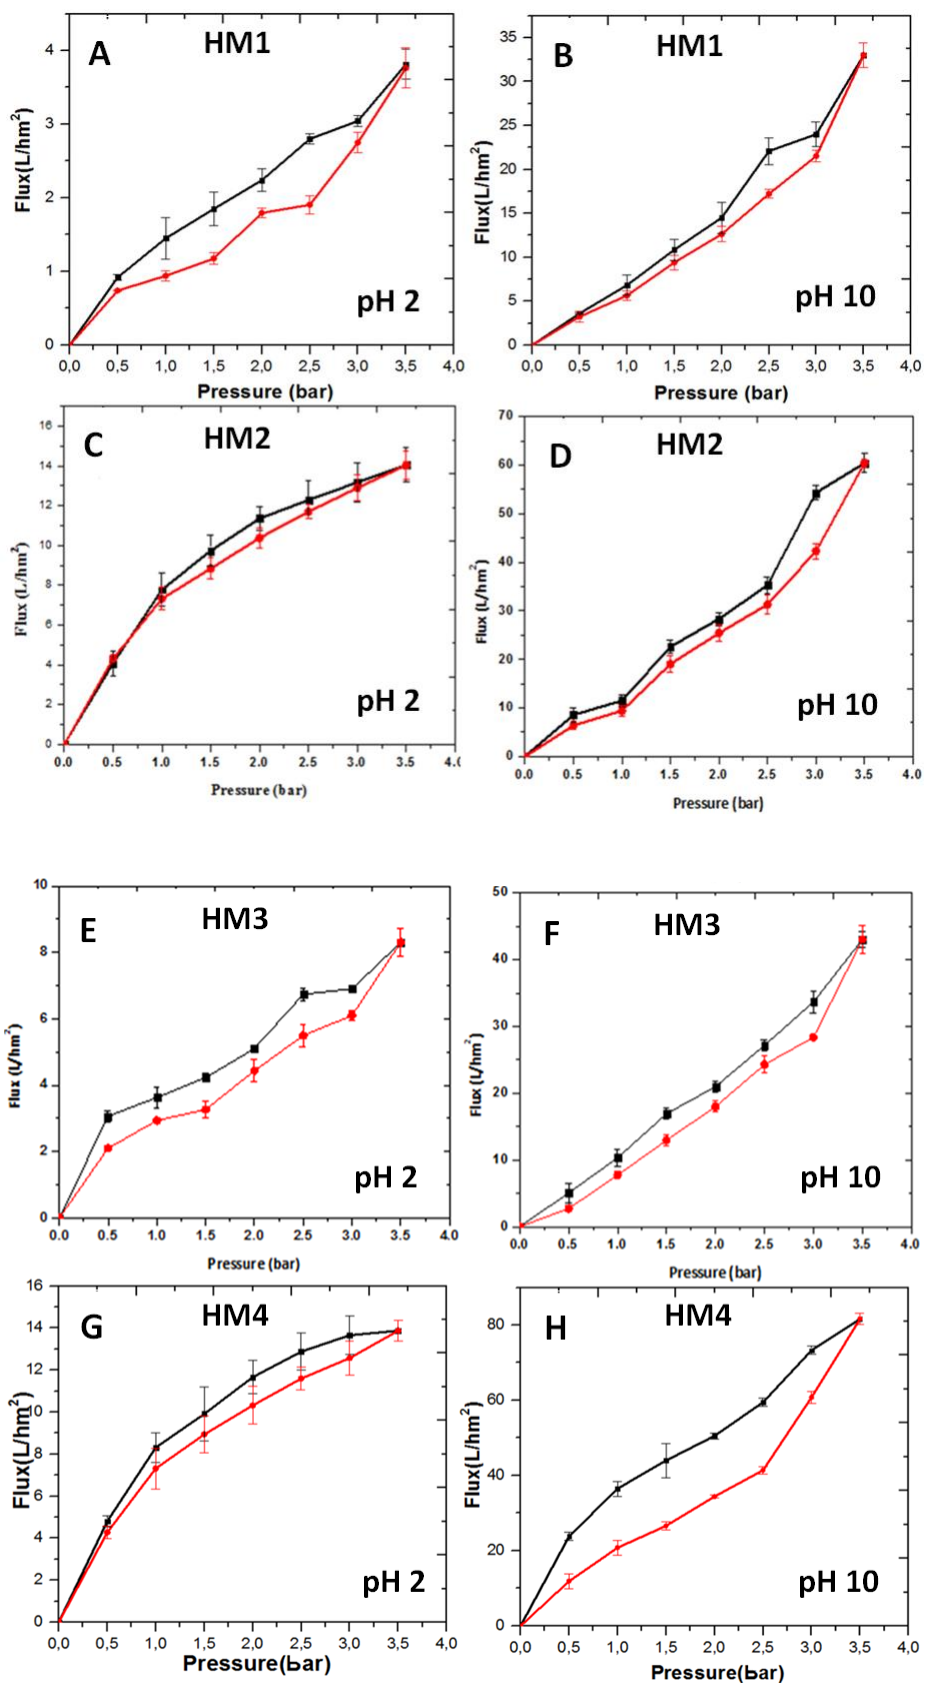 A
HM1
4
3
2
1
0
Flux(L/hm²)
pH 2
0,0 0,5 1,0 1,5 2,0 2,5 3,0 3,5 4,0
Pressure (bar)
B
HM1
35
30
25
20
15
10
5
0
Flux(L/hm²)
pH 10
0,0 0,5 1,0 1,5 2,0 2,5 3,0 3,5 4,0
Pressure (bar)
C
HM2
16
14
12
10
8
6
4
2
0
Flux (L/hm²)
pH 2
0.0 0.5 1.0 1.5 2.0 2.5 3.0 3.5 4.0
Pressure (bar)
D
HM2
70
60
50
40
30
20
10
0
Flux (L/hm²)
pH 10
0.0 0.5 1.0 1.5 2.0 2.5 3.0 3.5 4.0
Pressure (bar)
E
HM3
10
8
6
4
2
0
Flux (L/hm²)
pH 2
0.0 0.5 1.0 1.5 2.0 2.5 3.0 3.5 4.0
Pressure (bar)
F
HM3
50
40
30
20
10
0
Flux (L/hm²)
pH 10
0.0 0.5 1.0 1.5 2.0 2.5 3.0 3.5 4.0
Pressure (bar)
G
HM4
16
14
12
10
8
6
4
2
0
Flux(L/hm²)
pH 2
0,0 0,5 1,0 1,5 2,0 2,5 3,0 3,5 4,0
Pressure(bar)
H
HM4
80
60
40
20
0
Flux(L/hm²)
pH 10
0,0 0,5 1,0 1,5 2,0 2,5 3,0 3,5 4,0
Pressure(bar)